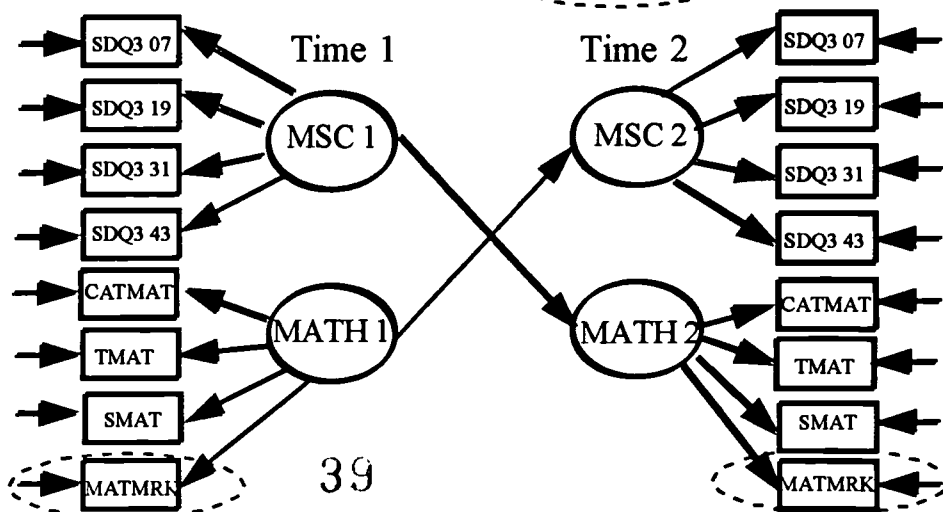 Time 1
Time 2
SDQ3 07
SDQ3 19
SDQ3 31
SDQ3 43
CATMAT
TMAT
SMAT
MATMRK
MSC 1
MATH 1
MSC 2
MATH 2
SDQ3 07
SDQ3 19
SDQ3 31
SDQ3 43
CATMAT
TMAT
SMAT
MATMRK
39